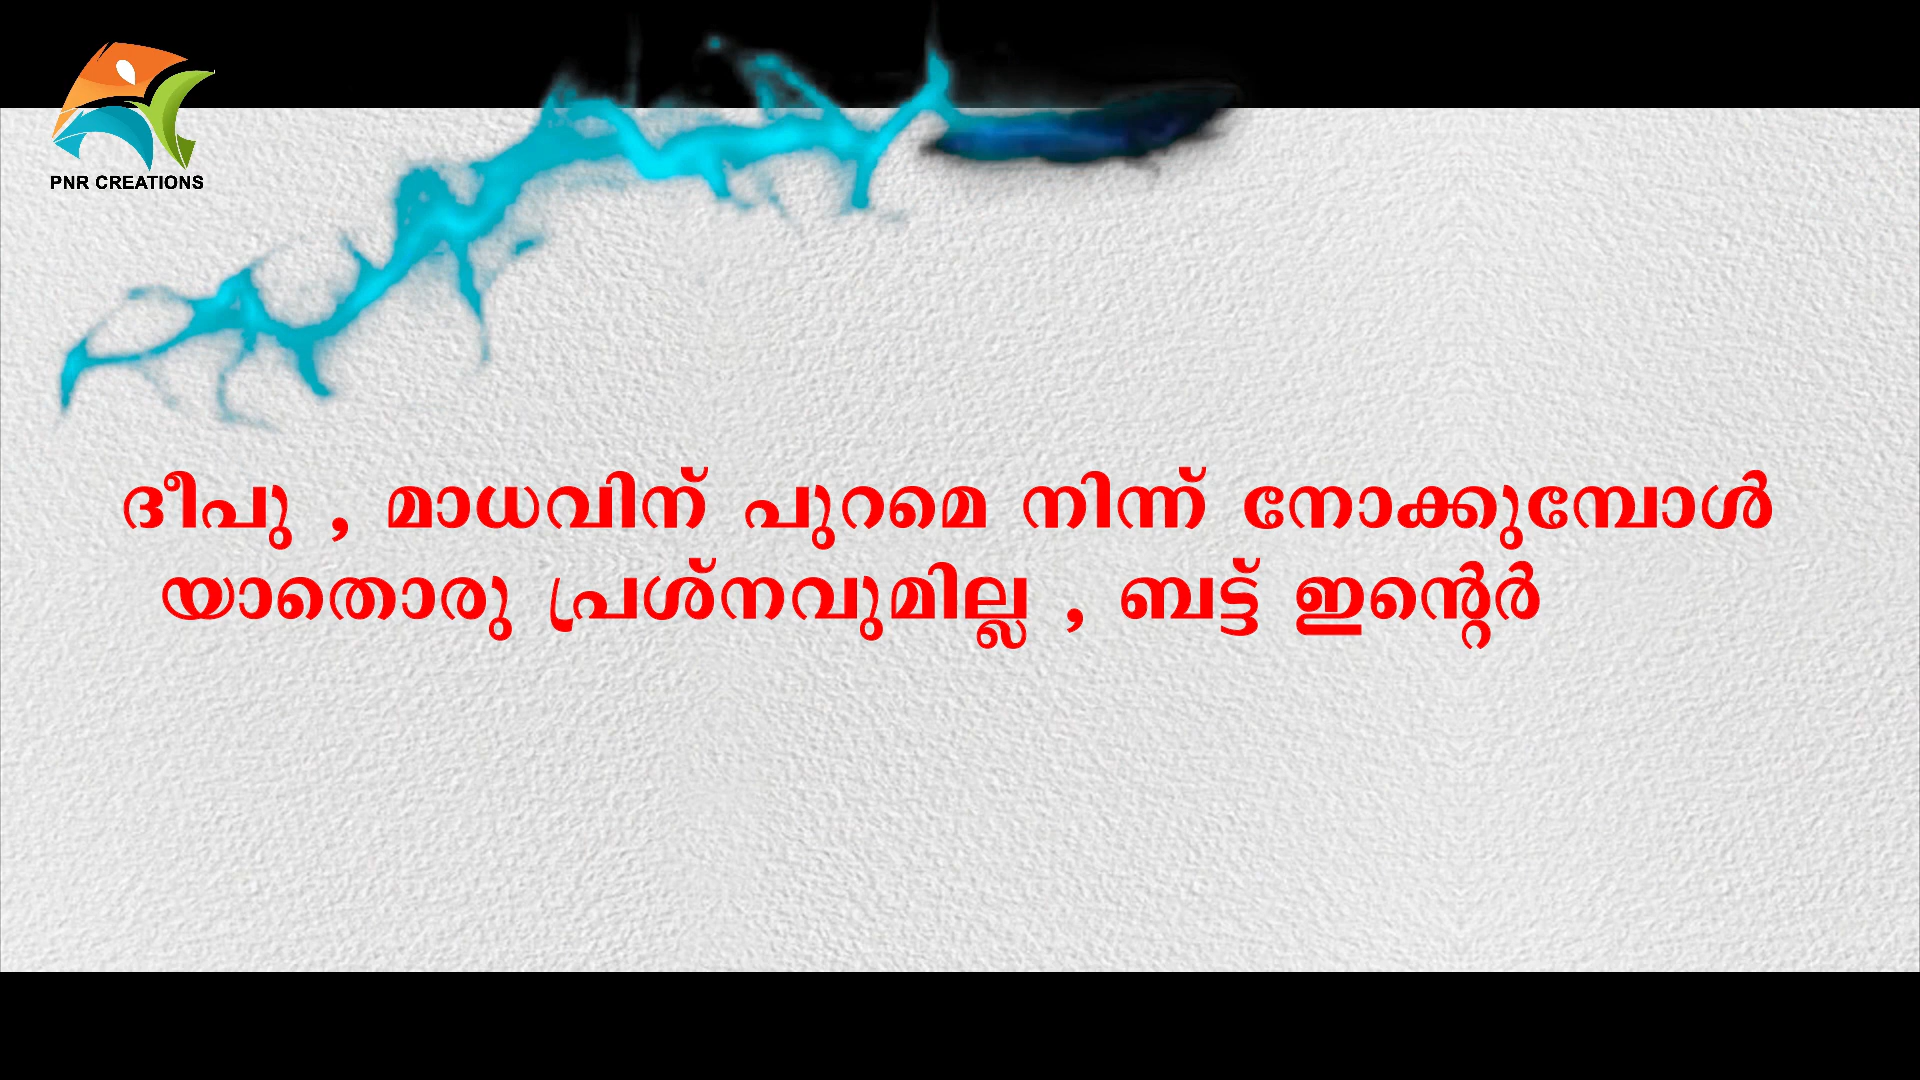 PNR CREATIONS
ദീപു , മാധവിന് പുറമെ നിന്ന് നോക്കുമ്പോൾ
യാതൊരു പ്രശ്നവുമില്ല , ബട്ട് ഇന്റെർ